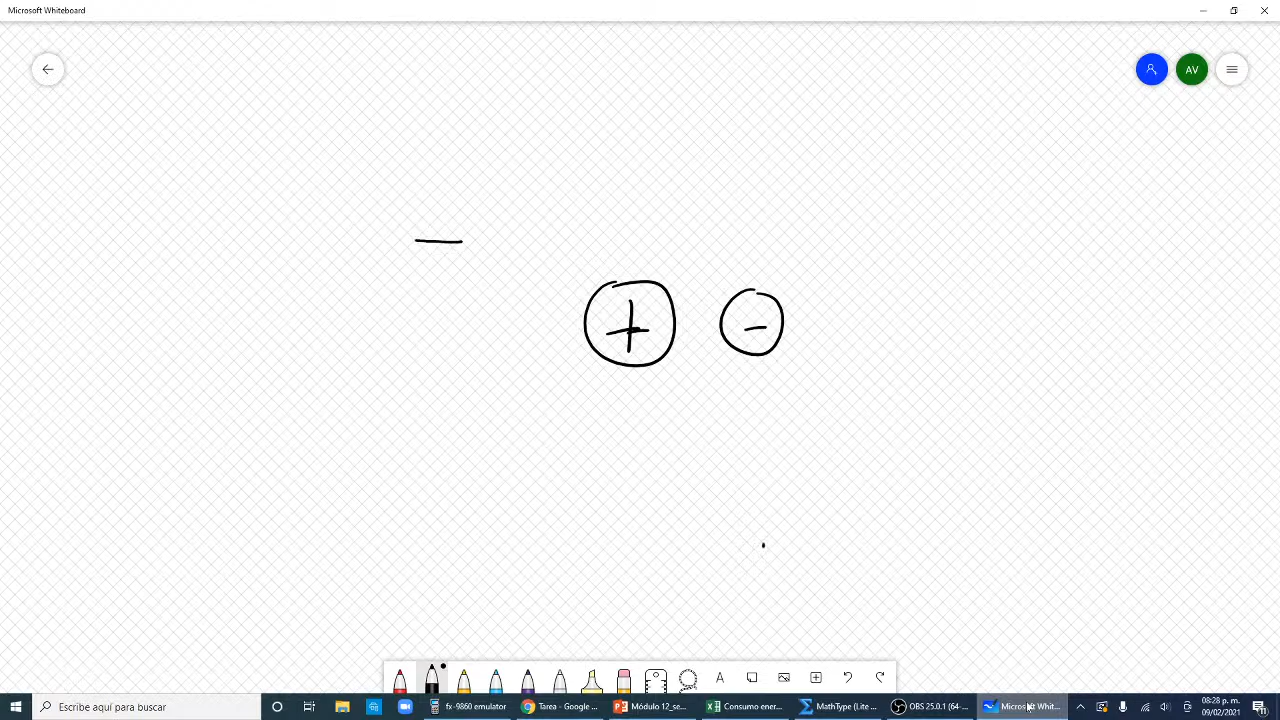 Microsoft Whiteboard
AV
—
+ -
A
Escribe aquí para buscar
fx-9860 emulator
Tarea - Google ...
Módulo 12_se...
Consumo ener...
MathType (Lite ...
OBS 25.0.1 (64-...
Microsoft Whit...
08:28 p. m.
09/02/2021